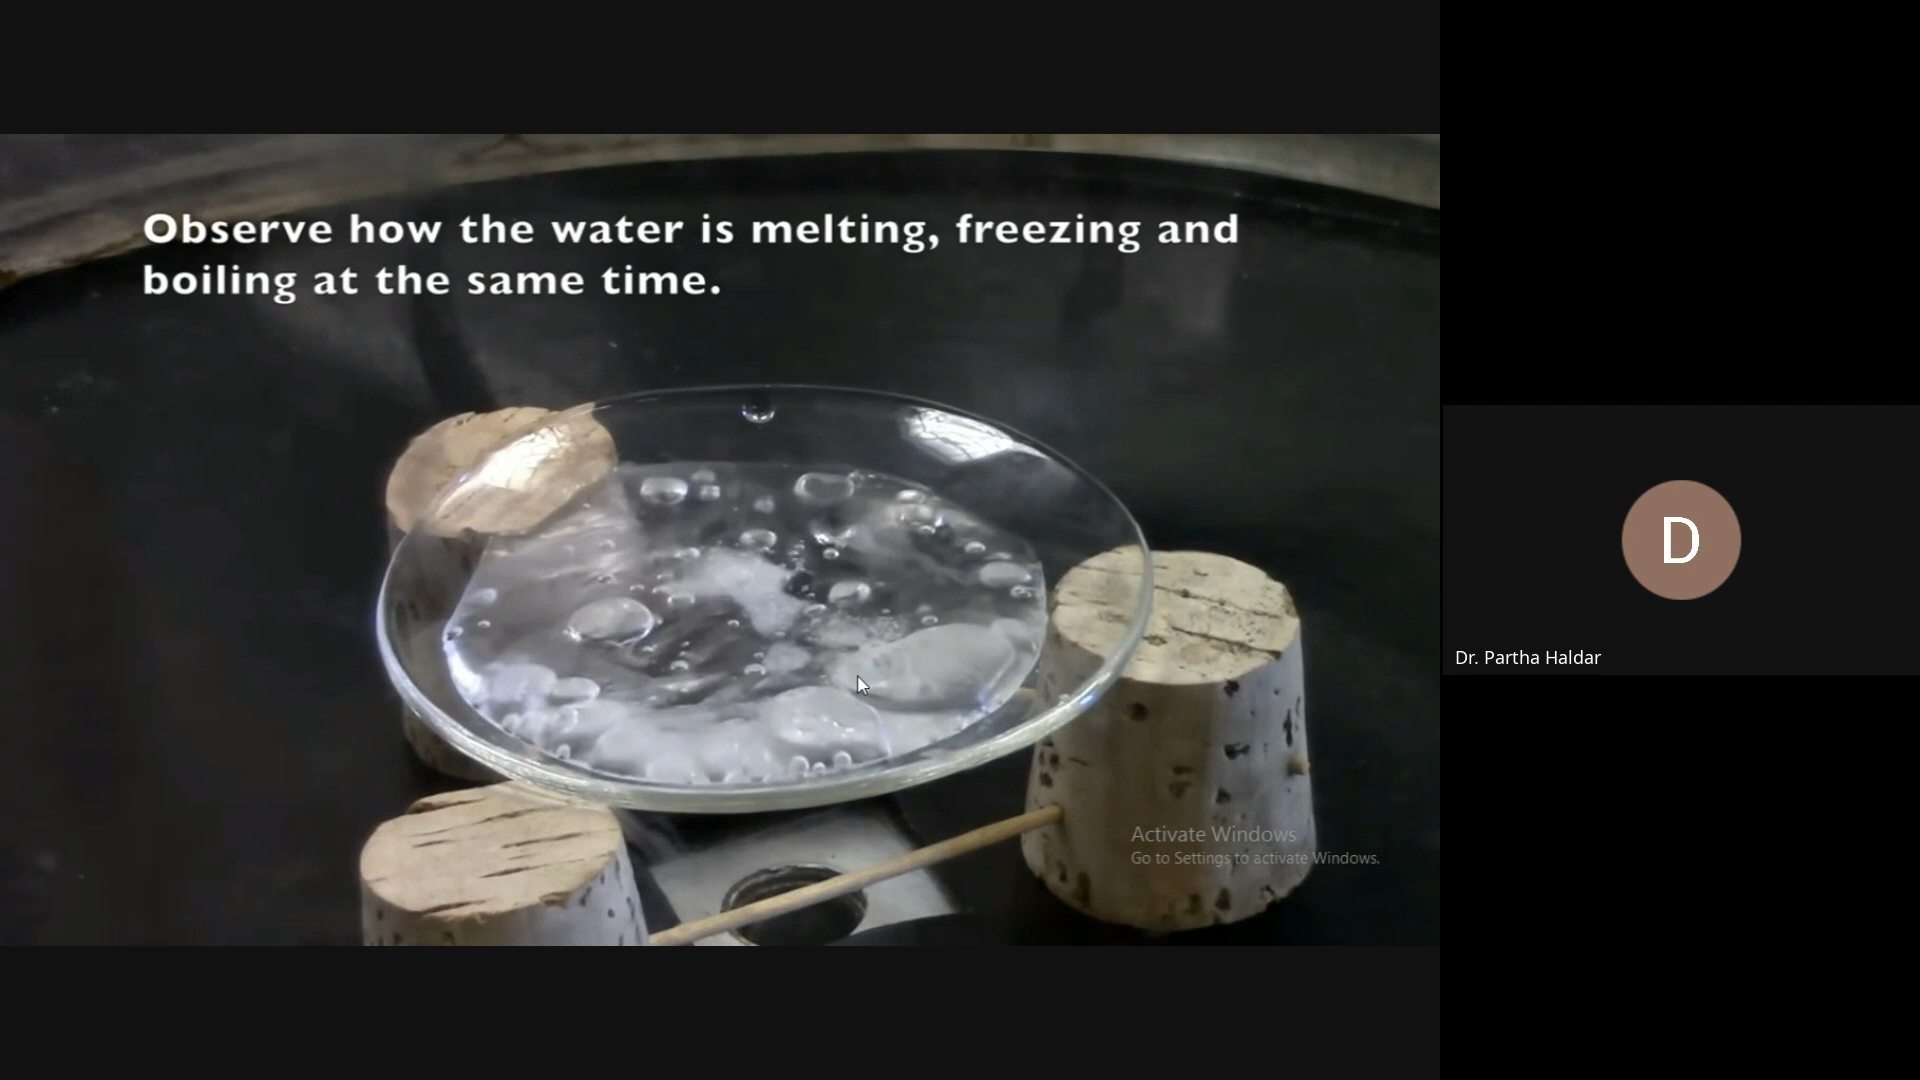 Observe how the water is melting, freezing and
boiling at the same time.
Activate Windows
Go to Settings to activate Windows.
D
Dr. Partha Haldar